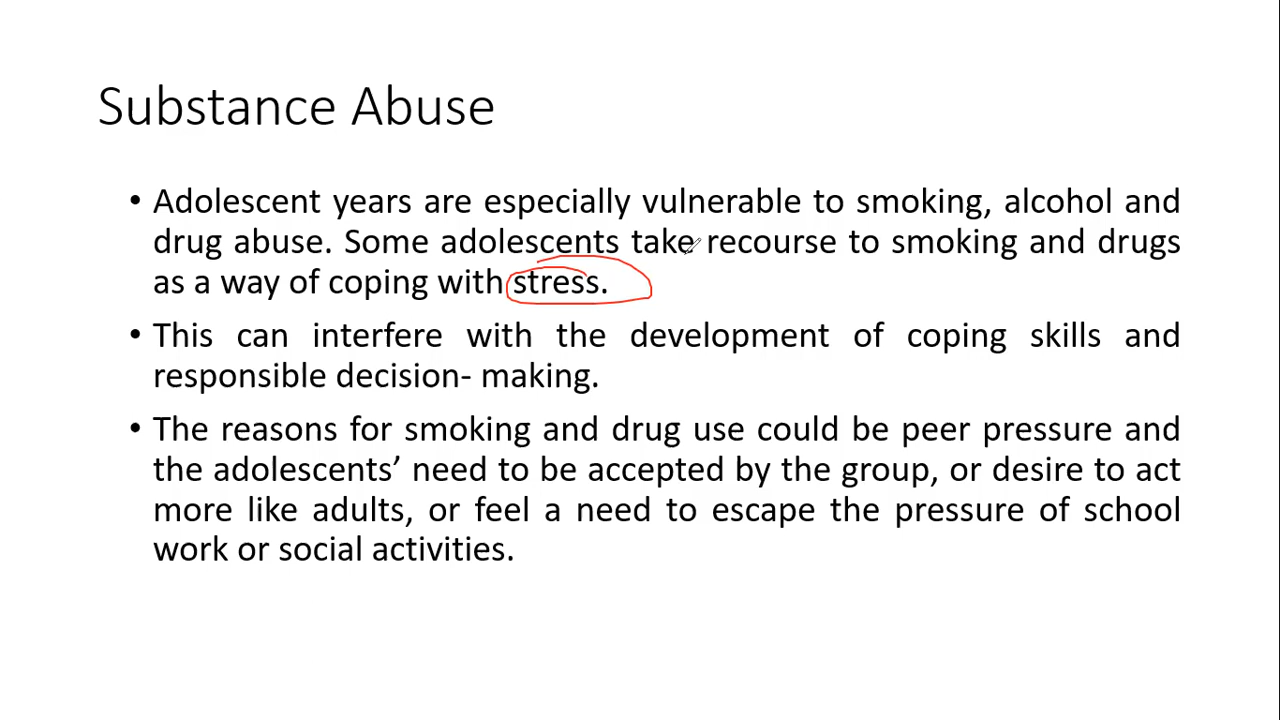 Substance Abuse
• Adolescent years are especially vulnerable to smoking, alcohol and
drug abuse. Some adolescents take recourse to smoking and drugs
as a way of coping with stress.
• This can interfere with the development of coping skills and
responsible decision- making.
• The reasons for smoking and drug use could be peer pressure and
the adolescents’ need to be accepted by the group, or desire to act
more like adults, or feel a need to escape the pressure of school
work or social activities.